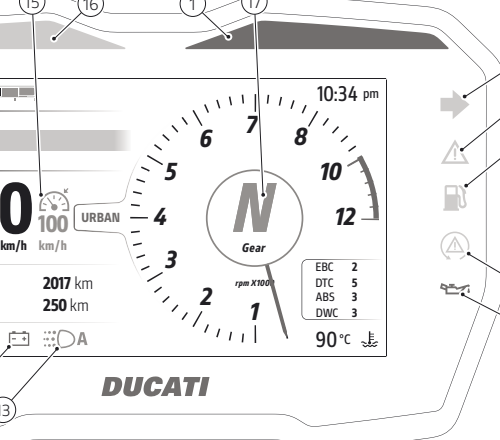 15
16
1
17
10:34 pm
7
6
8
5
10
0
100
URBAN
4
N
12
km/h
km/h
Gear
3
rpm X1000
EBC 2
DTC 5
ABS 3
DWC 3
2017 km
250 km
2
1
90°C
A
DUCATI
13